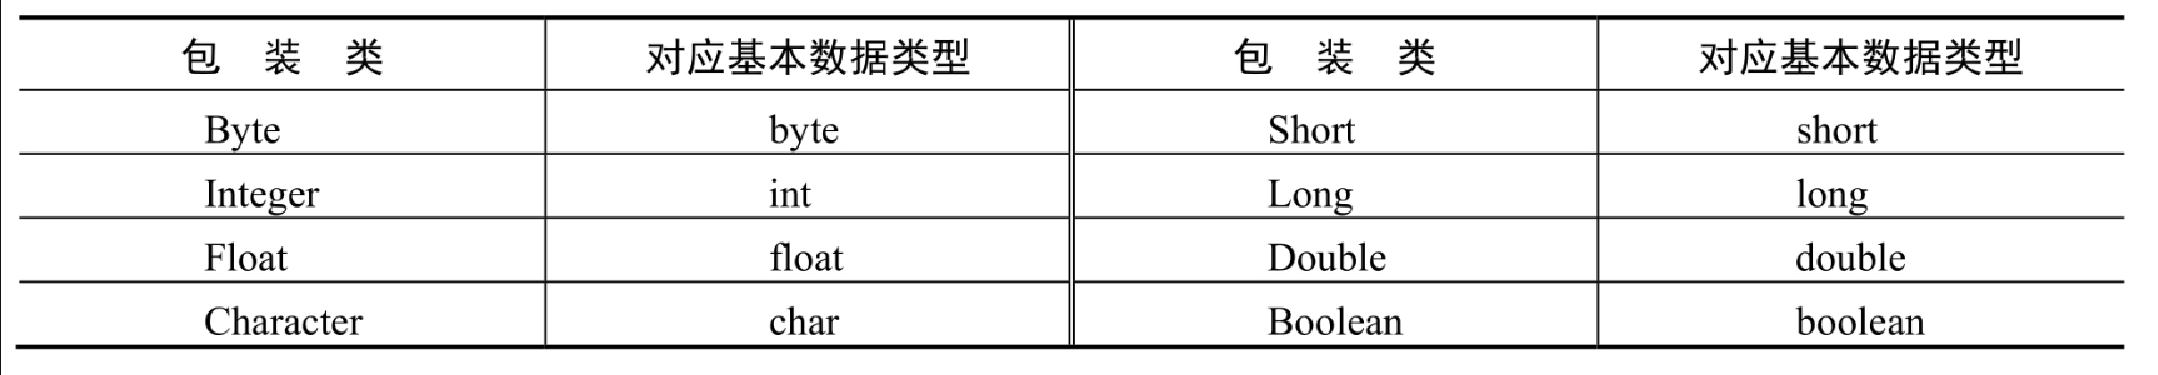 包 装 类 对应基本数据类型 包 装 类 对应基本数据类型
Byte byte Short short
Integer int Long long
Float float Double double
Character char Boolean boolean